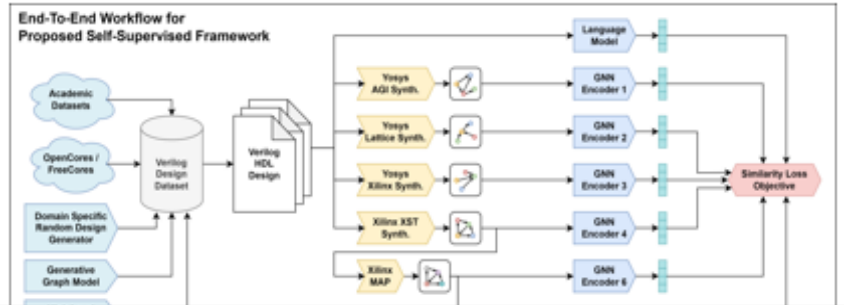 End-To-End Workflow for
Proposed Self-Supervised Framework
Academic
Datasets
OpenCores /
FreeCores
Domain Specific
Random Design
Generator
Generative
Graph Model
Verilog
Design
Dataset
Verilog
HDL
Design
Language
Model
Yosys
AGI Synth.
GNN
Encoder 1
Yosys
Lattice Synth.
GNN
Encoder 2
Yosys
Xilinx Synth.
GNN
Encoder 3
Xilinx XST
Synth.
GNN
Encoder 4
Xilinx
MAP
GNN
Encoder 6
Similarity Loss
Objective